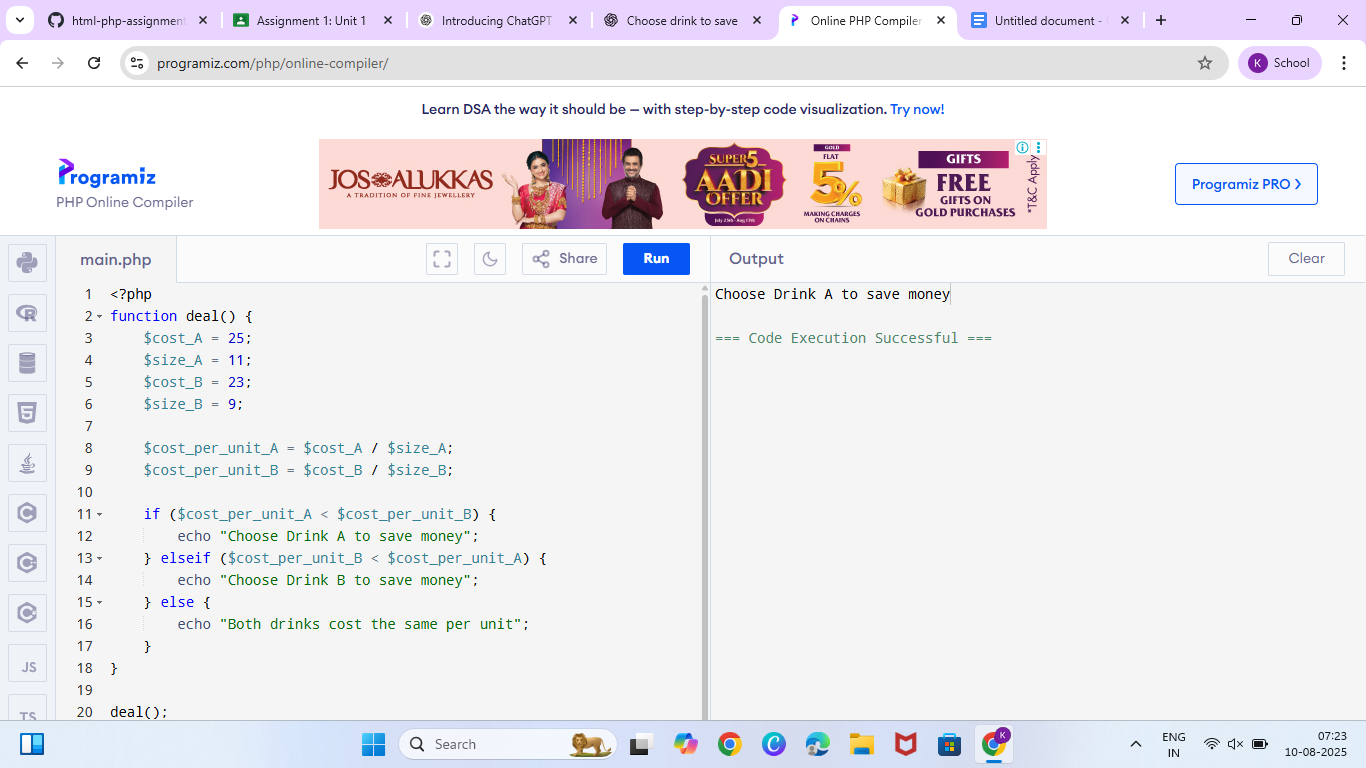 html-php-assignment
Assignment 1: Unit 1
Introducing ChatGPT
Choose drink to save
Online PHP Compiler
Untitled document -
programiz.com/php/online-compiler/
K
School
Learn DSA the way it should be — with step-by-step code visualization. Try now!
Programiz
PHP Online Compiler
JOSALUKKAS
A TRADITION OF FINE JEWELLERY
SUPER 5
AADI
OFFER
July 25th - Aug 17th
GOLD
FLAT
5%
MAKING CHARGES
ON CHAINS
GIFTS
FREE
GIFTS ON
GOLD PURCHASES
*T&C Apply
Programiz PRO
main.php
Share
Run
Output
Clear
1 <?php
2 function deal() {
3 $cost_A = 25;
4 $size_A = 11;
5 $cost_B = 23;
6 $size_B = 9;
7
8 $cost_per_unit_A = $cost_A / $size_A;
9 $cost_per_unit_B = $cost_B / $size_B;
10
11 if ($cost_per_unit_A < $cost_per_unit_B) {
12 echo "Choose Drink A to save money";
13 } elseif ($cost_per_unit_B < $cost_per_unit_A) {
14 echo "Choose Drink B to save money";
15 } else {
16 echo "Both drinks cost the same per unit";
17 }
18 }
19
20 deal();
Choose Drink A to save money
=== Code Execution Successful ===
JS
TS
Search
K
ENG
IN
07:23
10-08-2025